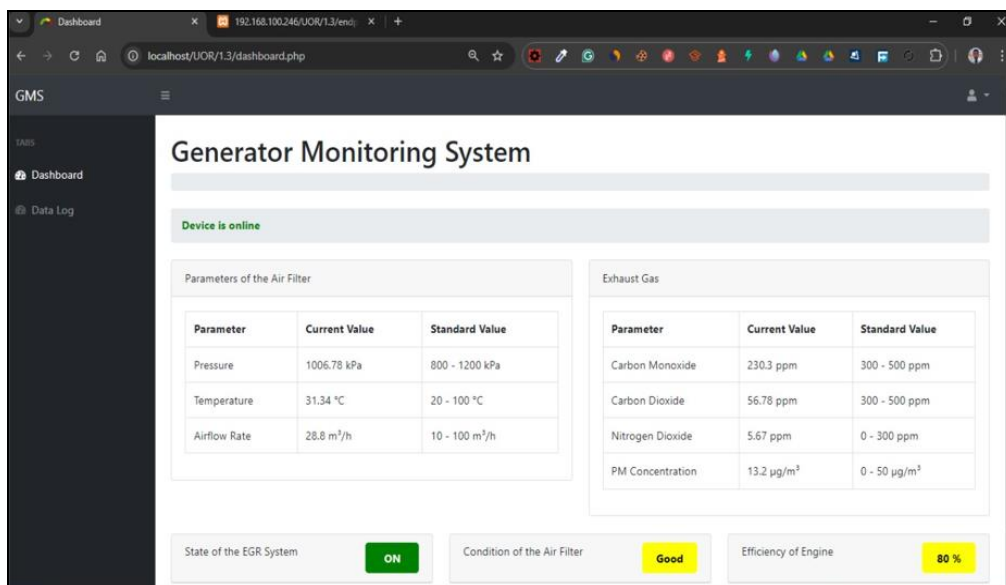 Dashboard
192.168.100.246/UOR/1.3/endp
localhost/UOR/1.3/dashboard.php
GMS
TABS
Dashboard
Data Log
Generator Monitoring System
Device is online
Parameters of the Air Filter
Parameter Current Value Standard Value
Pressure 1006.78 kPa 800 - 1200 kPa
Temperature 31.34 °C 20 - 100 °C
Airflow Rate 28.8 m³/h 10 - 100 m³/h
Exhaust Gas
Parameter Current Value Standard Value
Carbon Monoxide 230.3 ppm 300 - 500 ppm
Carbon Dioxide 56.78 ppm 300 - 500 ppm
Nitrogen Dioxide 5.67 ppm 0 - 300 ppm
PM Concentration 13.2 µg/m³ 0 - 50 µg/m³
State of the EGR System ON
Condition of the Air Filter Good
Efficiency of Engine 80 %